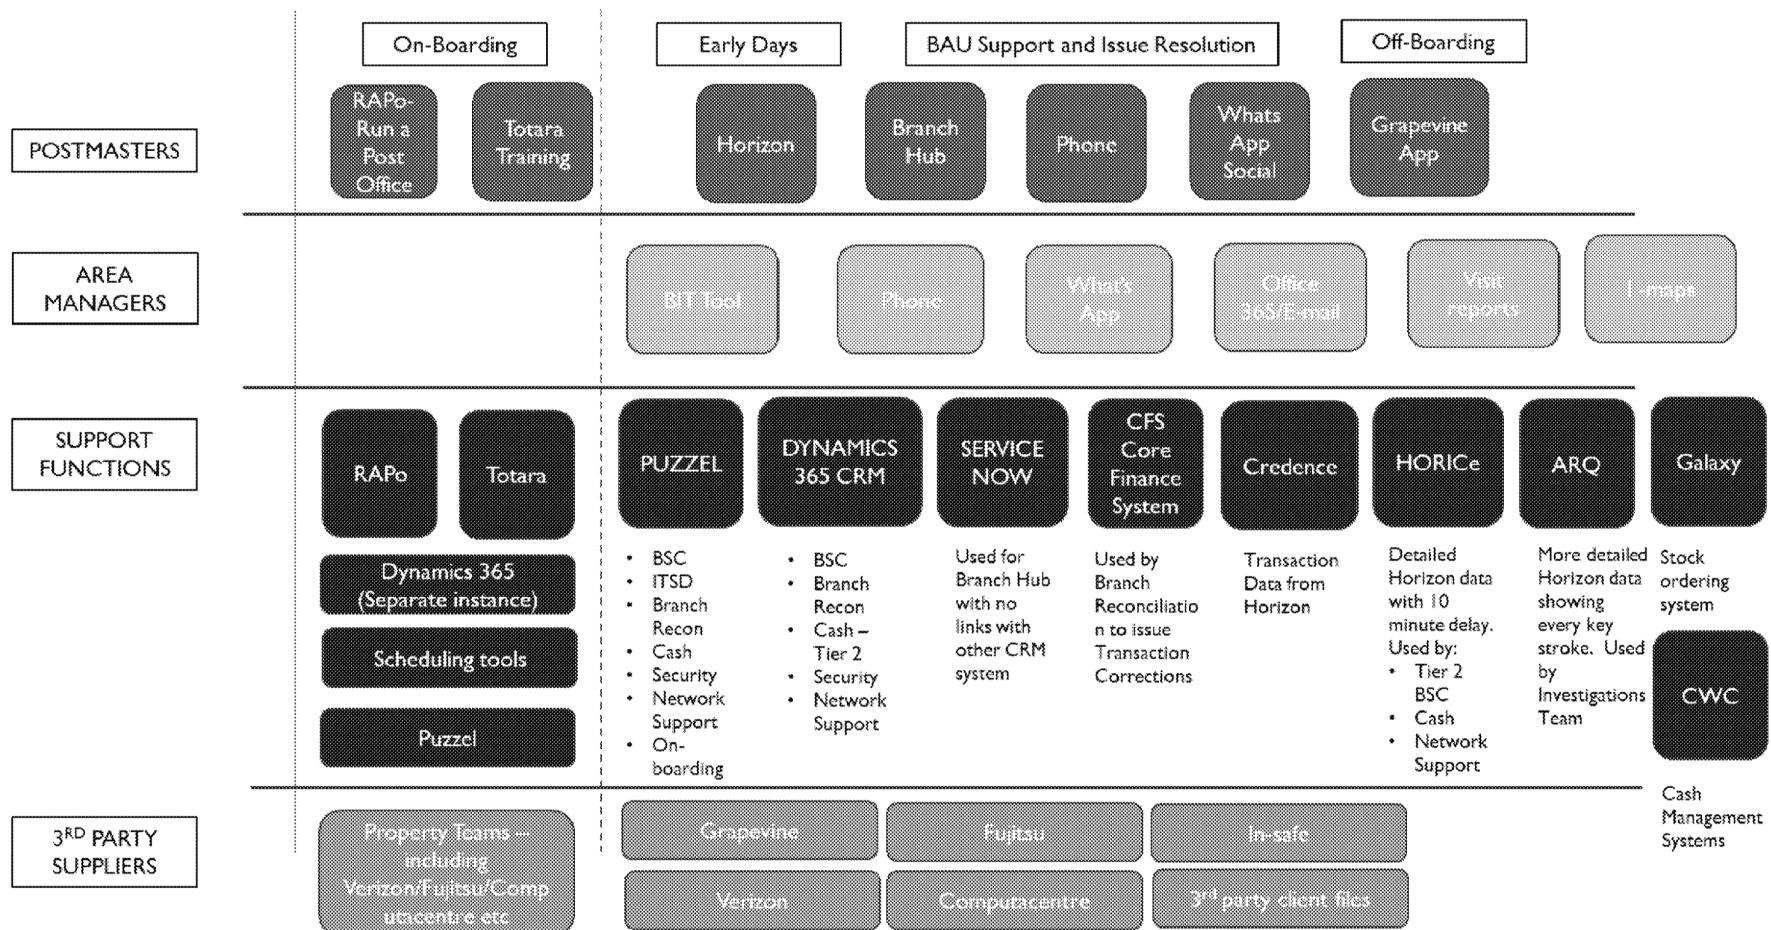 On-Boarding
Early Days
BAU Support and Issue Resolution
Off-Boarding
POSTMASTERS
RAPo-
Run a
Post
Office
Totara
Training
Horizon
Branch
Hub
Phone
Whats
App
Social
Grapevine
App
AREA
MANAGERS
BIT Tool
Phone
What's
App
Office
365/E-mail
Visit
reports
-maps
SUPPORT
FUNCTIONS
RAPo
Totara
Dynamics 365
(Separate instance)
Scheduling tools
Puzzel
PUZZEL
• BSC
• ITSD
• Branch
Recon
• Cash
• Security
• Network
Support
• On-
boarding
DYNAMICS
365 CRM
• BSC
• Branch
Recon
• Cash –
Tier 2
• Security
• Network
Support
SERVICE
NOW
Used for
Branch Hub
with no
links with
other CRM
system
CFS
Core
Finance
System
Used by
Branch
Reconciliatio
n to issue
Transaction
Corrections
Credence
Transaction
Data from
Horizon
HORICe
Detailed
Horizon data
with 10
minute delay.
Used by:
• Tier 2
BSC
• Cash
• Network
Support
ARQ
More detailed
Horizon data
showing
every key
stroke. Used
by
Investigations
Team
Galaxy
Stock
ordering
system
CWC
Cash
Management
Systems
3RD PARTY
SUPPLIERS
Property Teams –
including
Verizon/Fujitsu/Comp
utacentre etc
Grapevine
Fujitsu
In-safe
Verizon
Computacentre
3rd party client files